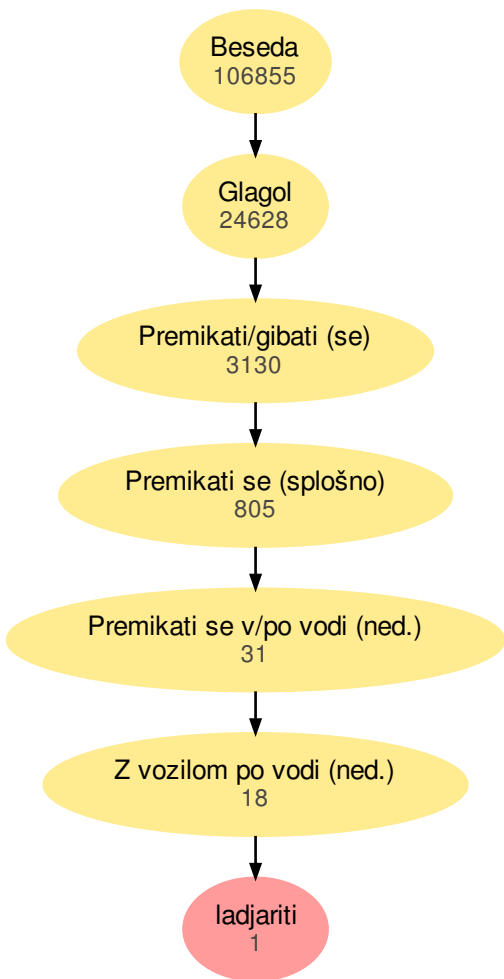 Beseda
106855
Glagol
24628
Premikati/gibati (se)
3130
Premikati se (splošno)
805
Premikati se v/po vodi (ned.)
31
Z vozilom po vodi (ned.)
18
ladjariti
1